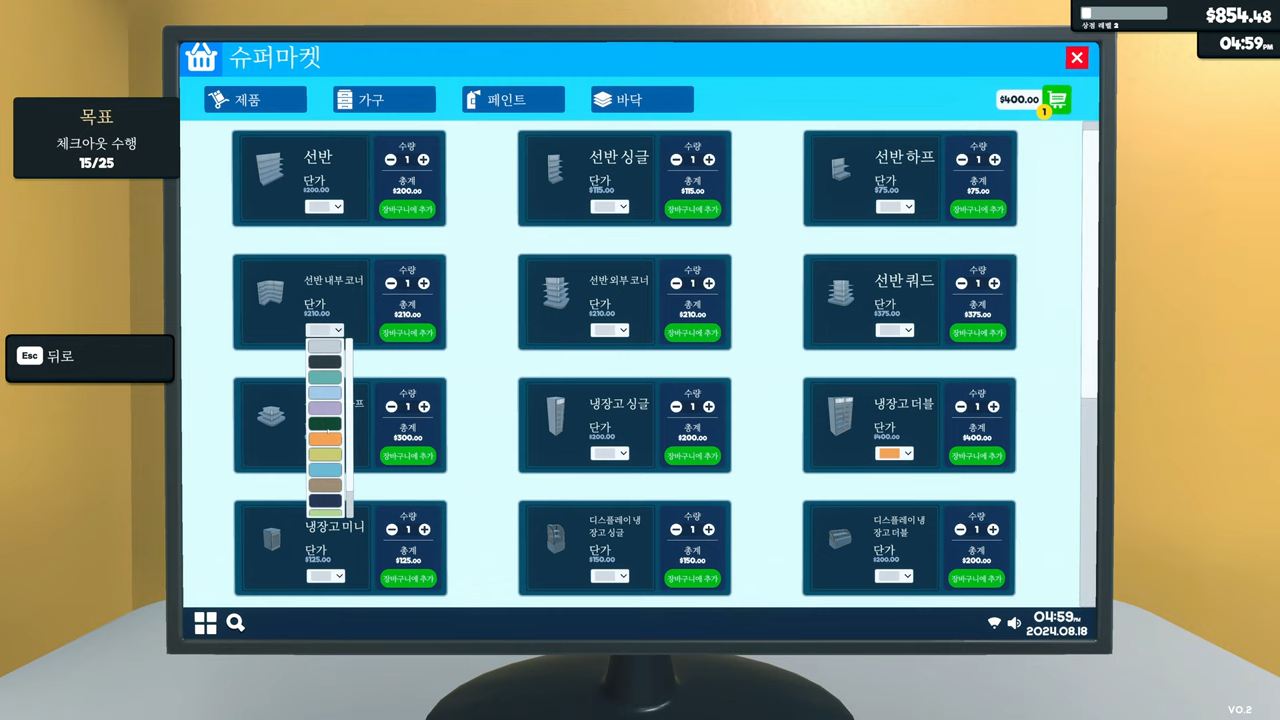 $854.48
상점 레벨 2
04:59PM
슈퍼마켓
제품
가구
페인트
바닥
$400.00
1
목표
체크아웃 수행
15/25
Esc 뒤로
선반
단가
$200.00
수량
1
총계
$200.00
장바구니에 추가
선반 싱글
단가
$115.00
수량
1
총계
$115.00
장바구니에 추가
선반 하프
단가
$75.00
수량
1
총계
$75.00
장바구니에 추가
선반 내부 코너
단가
$210.00
수량
1
총계
$210.00
장바구니에 추가
선반 외부 코너
단가
$210.00
수량
1
총계
$210.00
장바구니에 추가
선반 쿼드
단가
$375.00
수량
1
총계
$375.00
장바구니에 추가
프
수량
1
총계
$300.00
장바구니에 추가
냉장고 싱글
단가
$200.00
수량
1
총계
$200.00
장바구니에 추가
냉장고 더블
단가
$400.00
수량
1
총계
$400.00
장바구니에 추가
냉장고 미니
단가
$125.00
수량
1
총계
$125.00
장바구니에 추가
디스플레이 냉
장고 싱글
단가
$150.00
수량
1
총계
$150.00
장바구니에 추가
디스플레이 냉
장고 더블
단가
$200.00
수량
1
총계
$200.00
장바구니에 추가
04:59PM
2024.08.18
V0.2